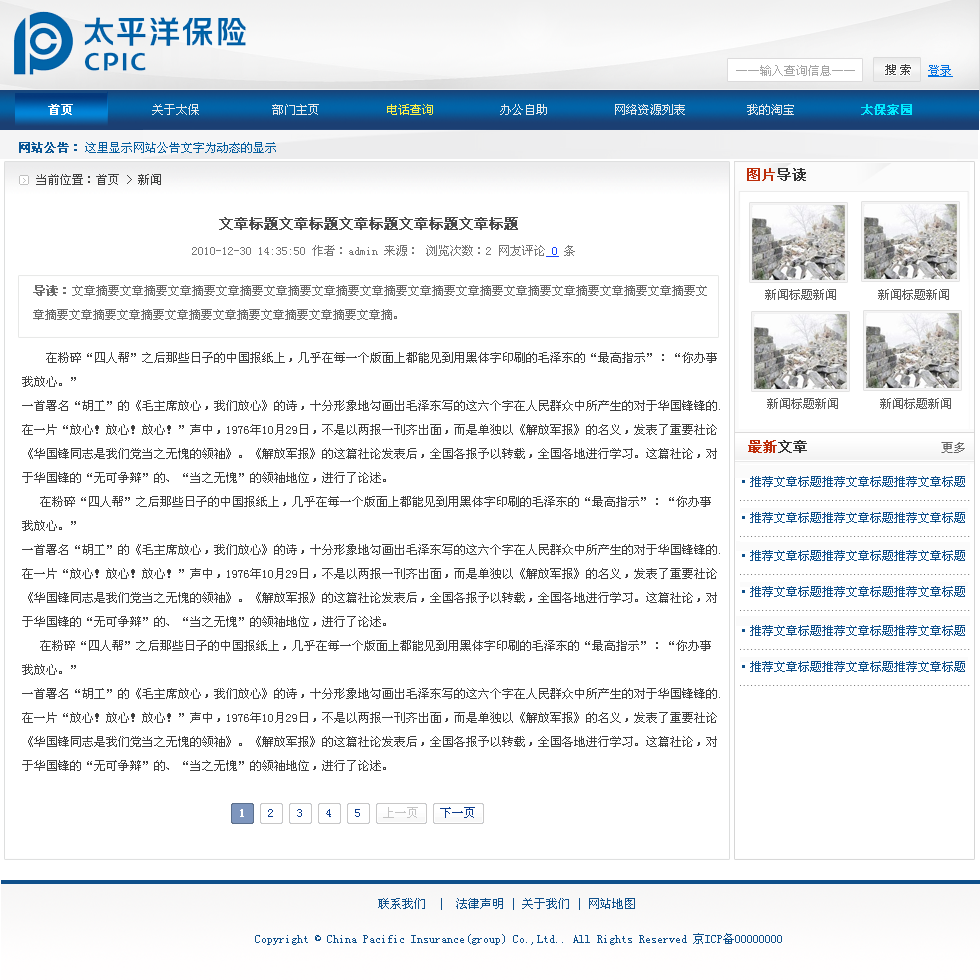 太平洋保险
CPIC
——输入查询信息——
搜 索
登录
首页
关于太保
部门主页
电话查询
办公自助
网络资源列表
我的淘宝
太保家园
网站公告： 这里显示网站公告文字为动态的显示
当前位置：首页 > 新闻
文章标题文章标题文章标题文章标题文章标题
2010-12-30 14:35:50 作者：admin 来源： 浏览次数：2 网友评论 0 条
导读：文章摘要文章摘要文章摘要文章摘要文章摘要文章摘要文章摘要文章摘要文章摘要文章摘要文章摘要文章摘要文章摘要文
章摘要文章摘要文章摘要文章摘要文章摘要文章摘要文章摘要文章摘。
在粉碎“四人帮”之后那些日子的中国报纸上，几乎在每一个版面上都能见到用黑体字印刷的毛泽东的“最高指示”：“你办事
我放心。”
一首署名“胡工”的《毛主席放心，我们放心》的诗，十分形象地勾画出毛泽东写的这六个字在人民群众中所产生的对于华国锋锋的.
在一片“放心！放心！放心！”声中，1976年10月29日，不是以两报一刊齐出面，而是单独以《解放军报》的名义，发表了重要社论
《华国锋同志是我们党当之无愧的领袖》。《解放军报》的这篇社论发表后，全国各报予以转载，全国各地进行学习。这篇社论，对
于华国锋的“无可争辩”的、“当之无愧”的领袖地位，进行了论述。
在粉碎“四人帮”之后那些日子的中国报纸上，几乎在每一个版面上都能见到用黑体字印刷的毛泽东的“最高指示”：“你办事
我放心。”
一首署名“胡工”的《毛主席放心，我们放心》的诗，十分形象地勾画出毛泽东写的这六个字在人民群众中所产生的对于华国锋锋的.
在一片“放心！放心！放心！”声中，1976年10月29日，不是以两报一刊齐出面，而是单独以《解放军报》的名义，发表了重要社论
《华国锋同志是我们党当之无愧的领袖》。《解放军报》的这篇社论发表后，全国各报予以转载，全国各地进行学习。这篇社论，对
于华国锋的“无可争辩”的、“当之无愧”的领袖地位，进行了论述。
在粉碎“四人帮”之后那些日子的中国报纸上，几乎在每一个版面上都能见到用黑体字印刷的毛泽东的“最高指示”：“你办事
我放心。”
一首署名“胡工”的《毛主席放心，我们放心》的诗，十分形象地勾画出毛泽东写的这六个字在人民群众中所产生的对于华国锋锋的.
在一片“放心！放心！放心！”声中，1976年10月29日，不是以两报一刊齐出面，而是单独以《解放军报》的名义，发表了重要社论
《华国锋同志是我们党当之无愧的领袖》。《解放军报》的这篇社论发表后，全国各报予以转载，全国各地进行学习。这篇社论，对
于华国锋的“无可争辩”的、“当之无愧”的领袖地位，进行了论述。
1 2 3 4 5 上一页 下一页
图片导读
新闻标题新闻
新闻标题新闻
新闻标题新闻
新闻标题新闻
最新文章
更多
推荐文章标题推荐文章标题推荐文章标题
推荐文章标题推荐文章标题推荐文章标题
推荐文章标题推荐文章标题推荐文章标题
推荐文章标题推荐文章标题推荐文章标题
推荐文章标题推荐文章标题推荐文章标题
推荐文章标题推荐文章标题推荐文章标题
联系我们 | 法律声明 | 关于我们 | 网站地图
Copyright © China Pacific Insurance(group) Co.,Ltd.. All Rights Reserved 京ICP备00000000